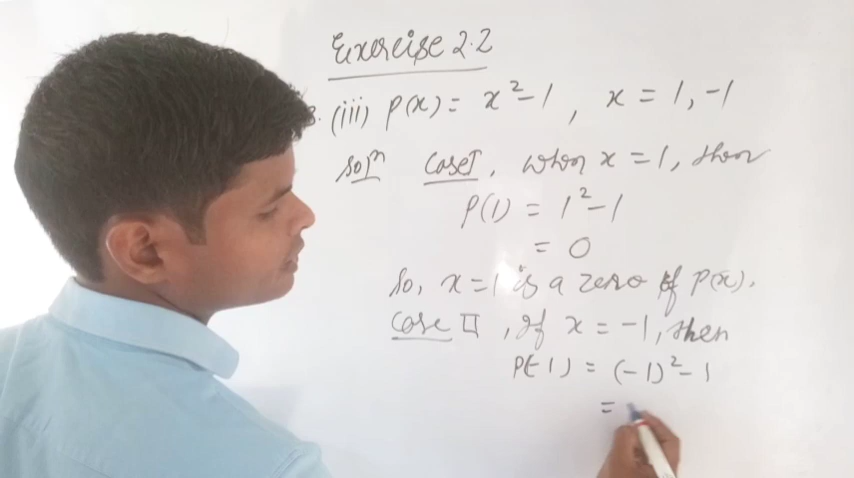 Exercise 2.2
3. (iii) P(x) = x²-1 , x = 1, -1
Solⁿ Case I, when x = 1, then
P(1) = 1²-1
= 0
So, x = 1 is a zero of P(x).
Case II , If x = -1, then
P(-1) = (-1)²-1
=